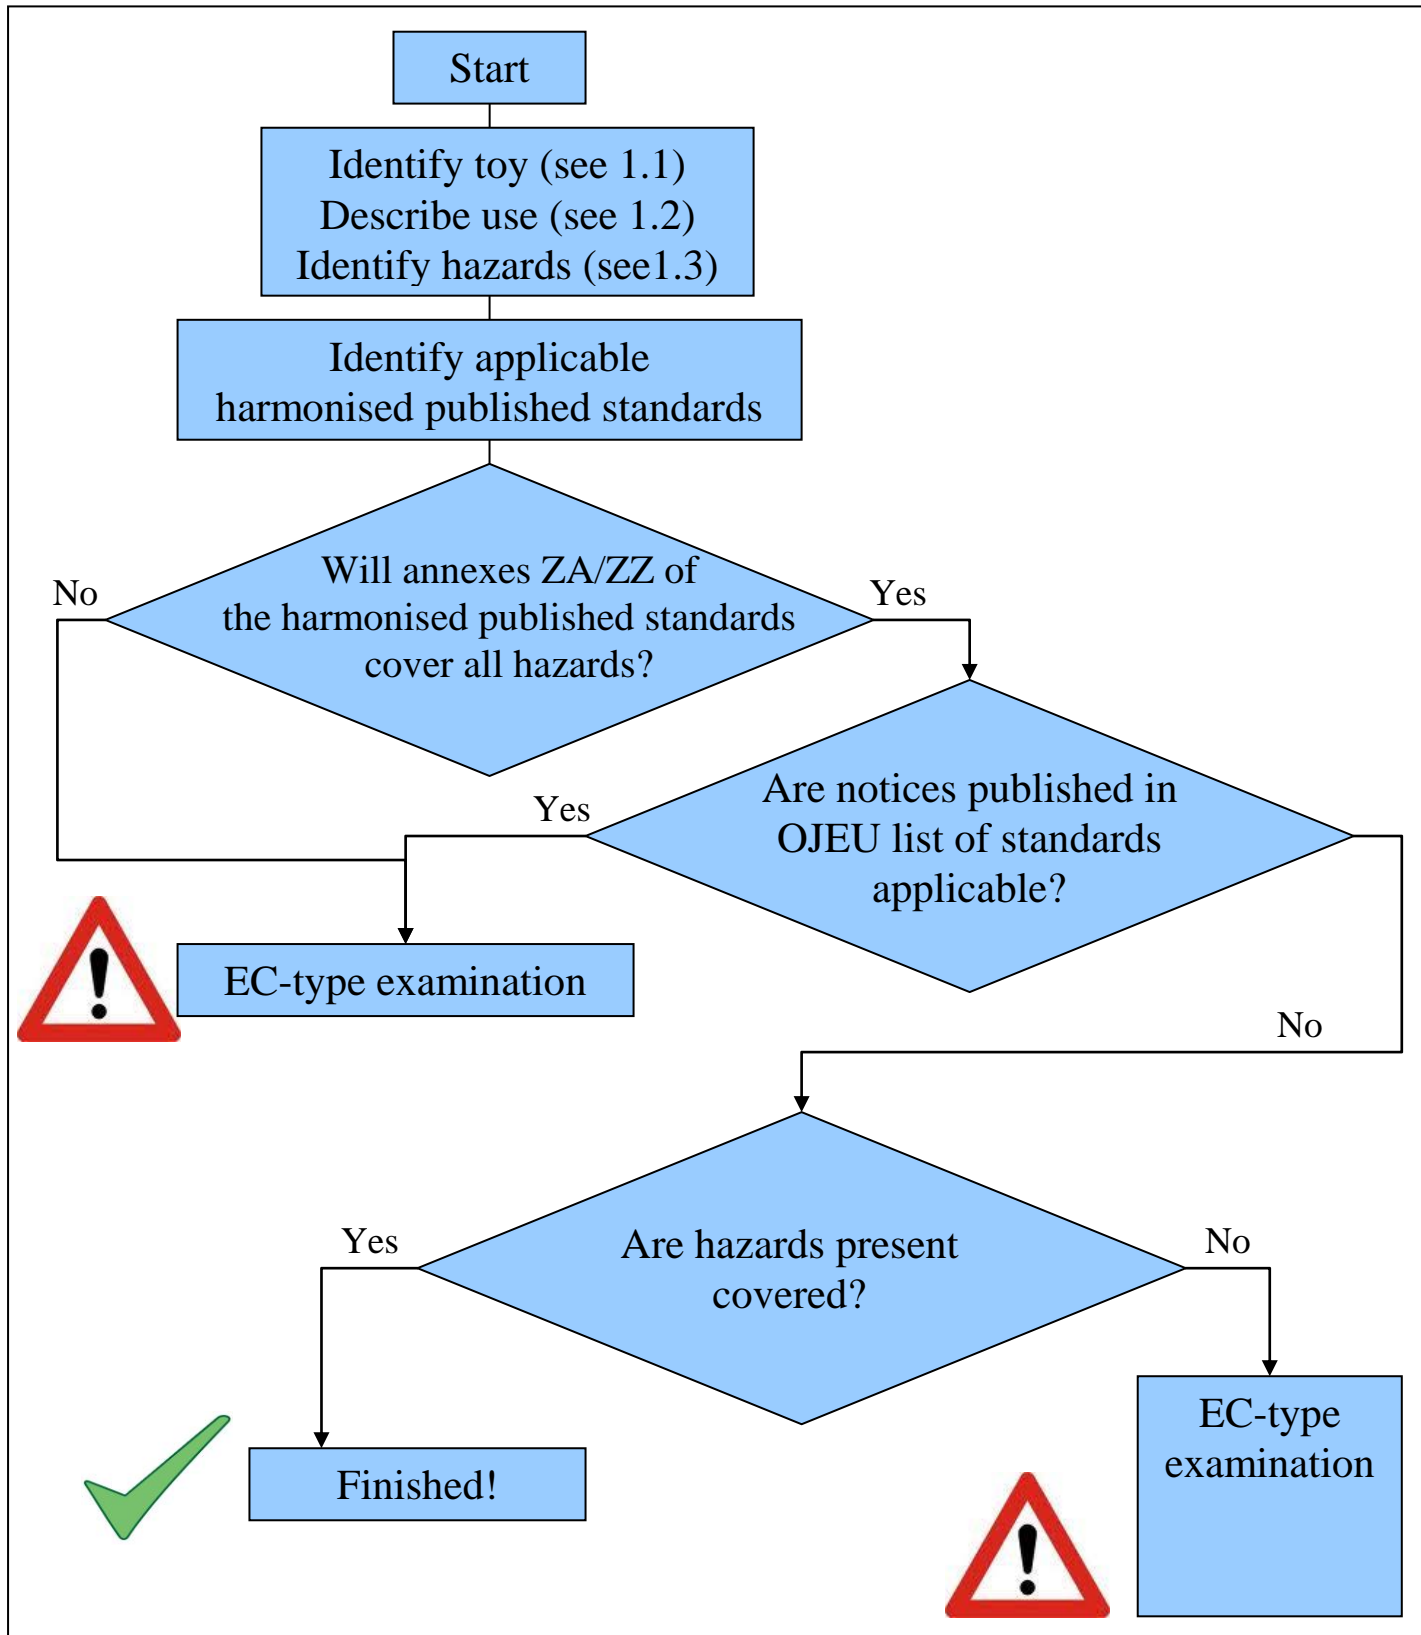 Start
Identify toy (see 1.1)
Describe use (see 1.2)
Identify hazards (see1.3)
Identify applicable
harmonised published standards
Will annexes ZA/ZZ of
the harmonised published standards
cover all hazards?
No
Yes
Are notices published in
OJEU list of standards
applicable?
Yes
EC-type examination
No
Are hazards present
covered?
Yes
No
Finished!
EC-type
examination